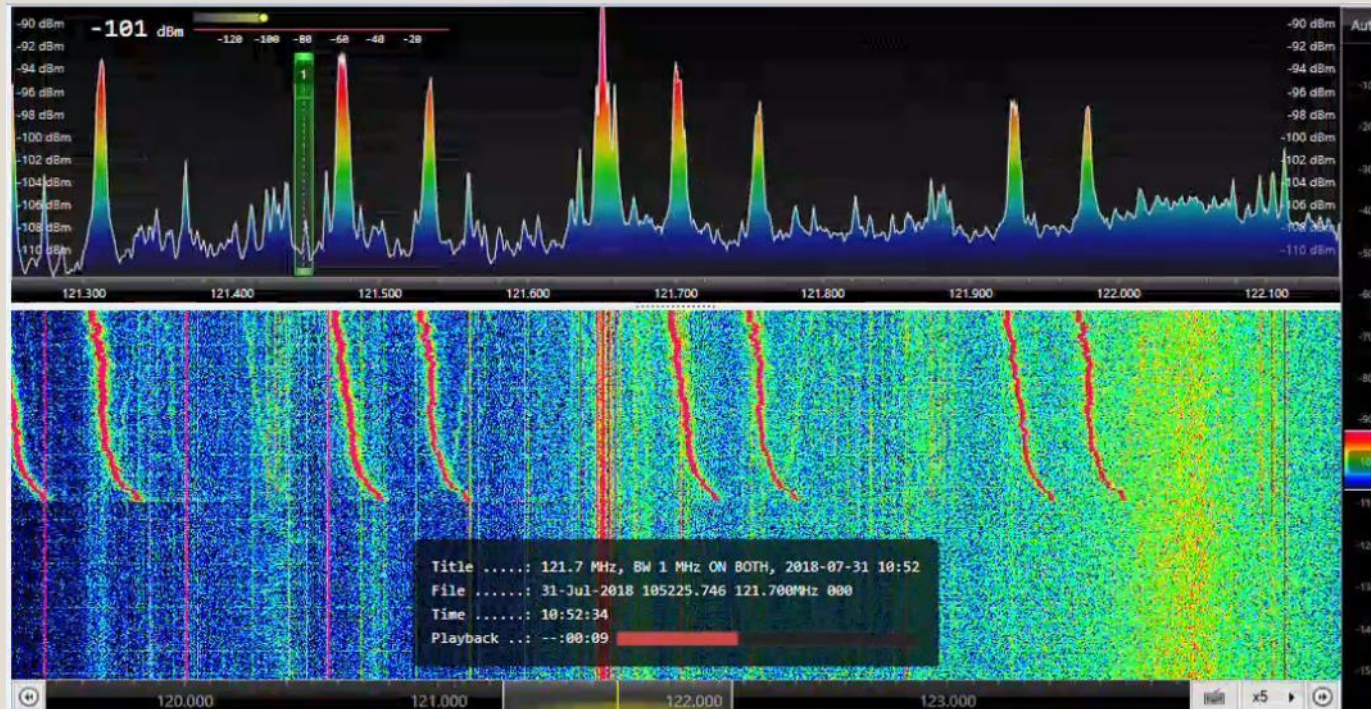 -90 dBm
-92 dBm
-94 dBm
-96 dBm
-98 dBm
-100 dBm
-102 dBm
-104 dBm
-106 dBm
-108 dBm
-110 dBm
-101 dBm
-120 -100 -80 -60 -40 -20
1
-90 dBm
-92 dBm
-94 dBm
-96 dBm
-98 dBm
-100 dBm
-102 dBm
-104 dBm
-106 dBm
-108 dBm
-110 dBm
121.300 121.400 121.500 121.600 121.700 121.800 121.900 122.000 122.100
Title .....: 121.7 MHz, BW 1 MHz ON BOTH, 2018-07-31 10:52
File ......: 31-Jul-2018 105225.746 121.700MHz 000
Time ......: 10:52:34
Playback ..: --:00:09
120.000 121.000 122.000 123.000
x5